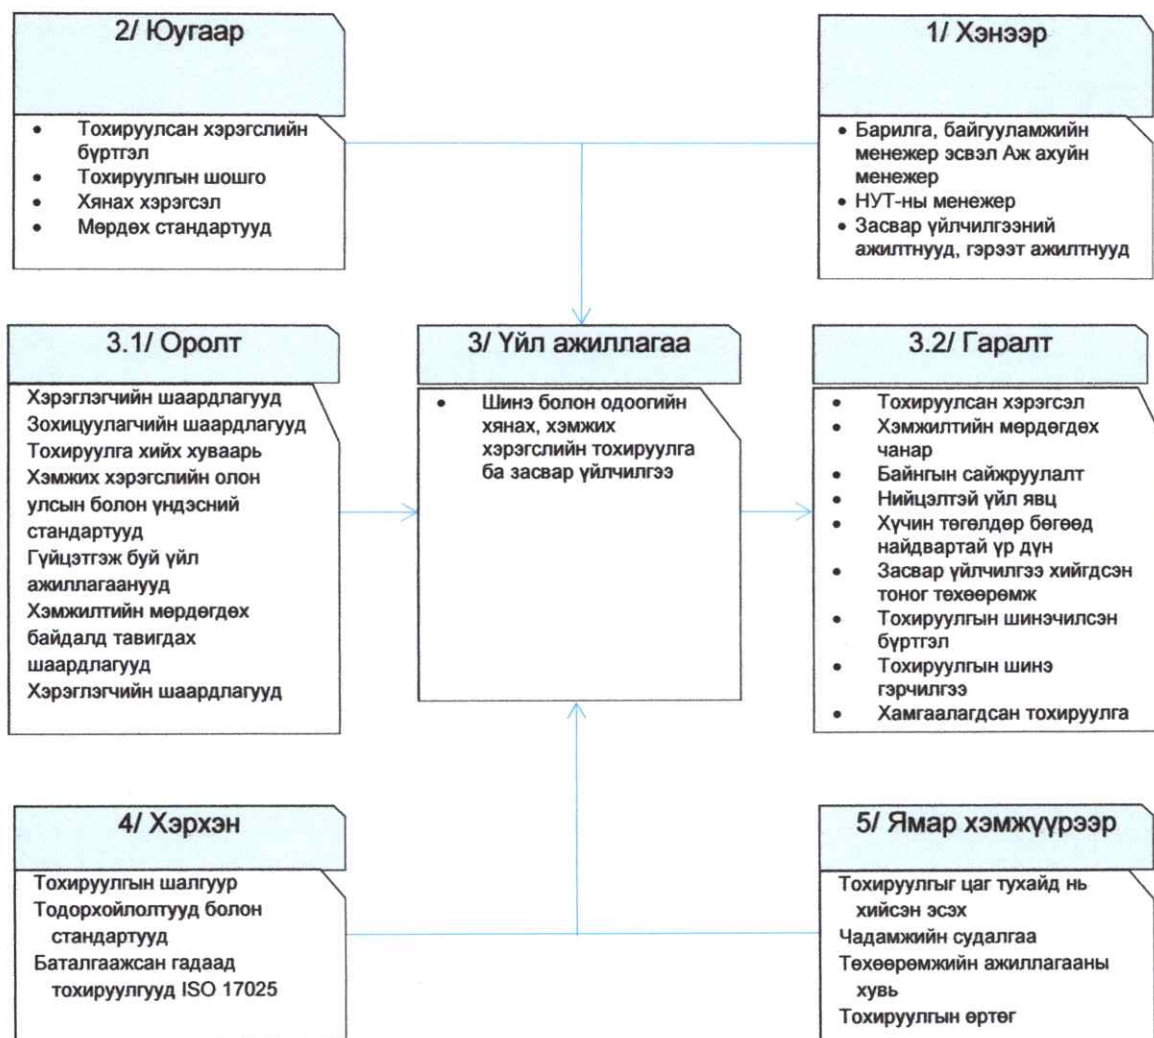 2/ Юугаар
• Тохируулсан хэрэгслийн
бүртгэл
• Тохируулгын шошго
• Хянах хэрэгсэл
• Мөрдөх стандартууд
1/ Хэнээр
• Барилга, байгууламжийн
менежер эсвэл Аж ахуйн
менежер
• НҮТ-ны менежер
• Засвар үйлчилгээний
ажилтнууд, гэрээт ажилтнууд
3.1/ Оролт
Хэрэглэгчийн шаардлагууд
Зохицуулагчийн шаардлагууд
Тохируулга хийх хуваарь
Хэмжих хэрэгслийн олон
улсын болон үндэсний
стандартууд
Гүйцэтгэж буй үйл
ажиллагаанууд
Хэмжилтийн мөрдөгдөх
байдалд тавигдах
шаардлагууд
Хэрэглэгчийн шаардлагууд
3/ Үйл ажиллагаа
• Шинэ болон одоогийн
хянах, хэмжих
хэрэгслийн тохируулга
ба засвар үйлчилгээ
3.2/ Гаралт
• Тохируулсан хэрэгсэл
• Хэмжилтийн мөрдөгдөх
чанар
• Байнгын сайжруулалт
• Нийцэлтэй үйл явц
• Хүчин төгөлдөр бөгөөд
найдвартай үр дүн
• Засвар үйлчилгээ хийгдсэн
тоног төхөөрөмж
• Тохируулгын шинэчилсэн
бүртгэл
• Тохируулгын шинэ
гэрчилгээ
• Хамгаалагдсан тохируулга
4/ Хэрхэн
Тохируулгын шалгуур
Тодорхойлолтууд болон
стандартууд
Баталгаажсан гадаад
тохируулгууд ISO 17025
5/ Ямар хэмжүүрээр
Тохируулгыг цаг тухайд нь
хийсэн эсэх
Чадамжийн судалгаа
Төхөөрөмжийн ажиллагааны
хувь
Тохируулгын өртөг